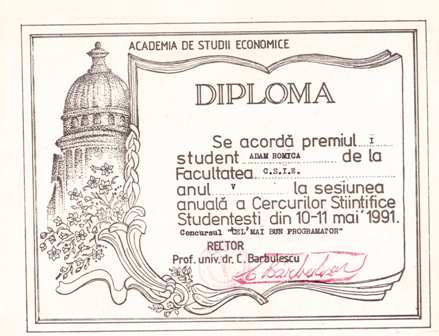 ACADEMIA DE STUDII ECONOMICE
DIPLOMA
Se acordă premiul I
student ADAM ROMICA de la
Facultatea C.S.I.E.
anul V la sesiunea
anuală a Cercurilor Stiintifice
Studentesti din 10-11 mai 1991.
Concursul "CEL MAI BUN PROGRAMATOR"
RECTOR
Prof. univ. dr. C. Barbulescu
C Barbulescu